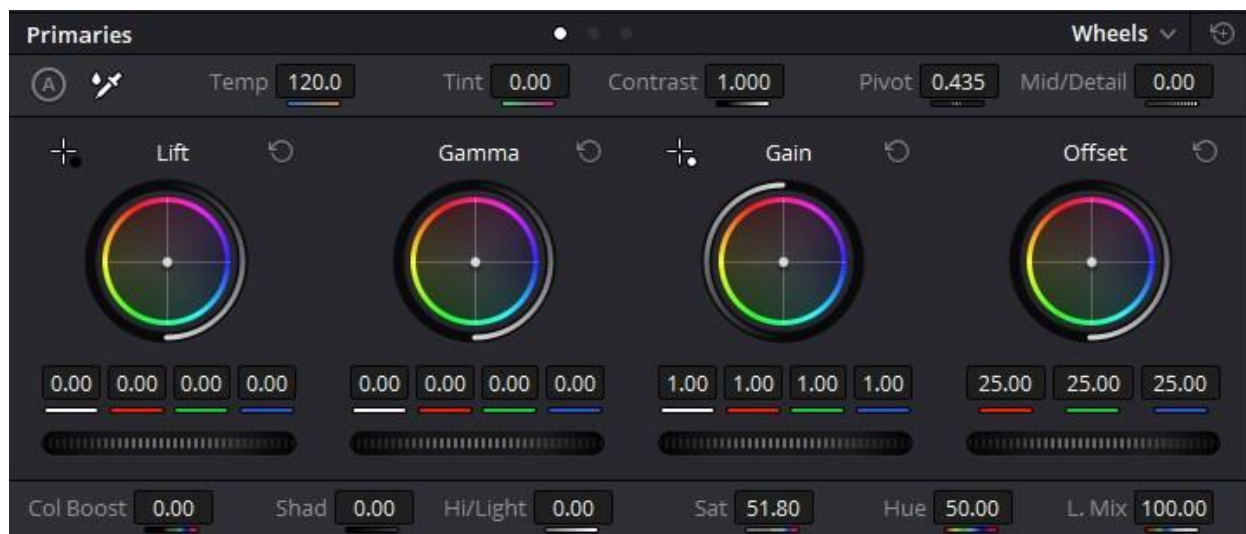 Primaries Wheels
A Temp 120.0 Tint 0.00 Contrast 1.000 Pivot 0.435 Mid/Detail 0.00
Lift Gamma Gain Offset
0.00 0.00 0.00 0.00 0.00 0.00 0.00 0.00 1.00 1.00 1.00 1.00 25.00 25.00 25.00
Col Boost 0.00 Shad 0.00 Hi/Light 0.00 Sat 51.80 Hue 50.00 L. Mix 100.00